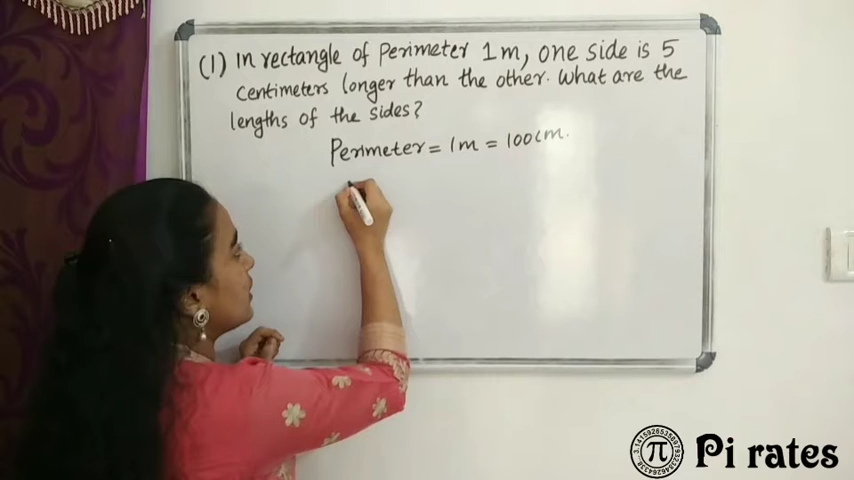 (1) In rectangle of Perimeter 1m, one side is 5
centimeters longer than the other. What are the
lengths of the sides?
Perimeter = 1m = 100cm.
π
Pi rates